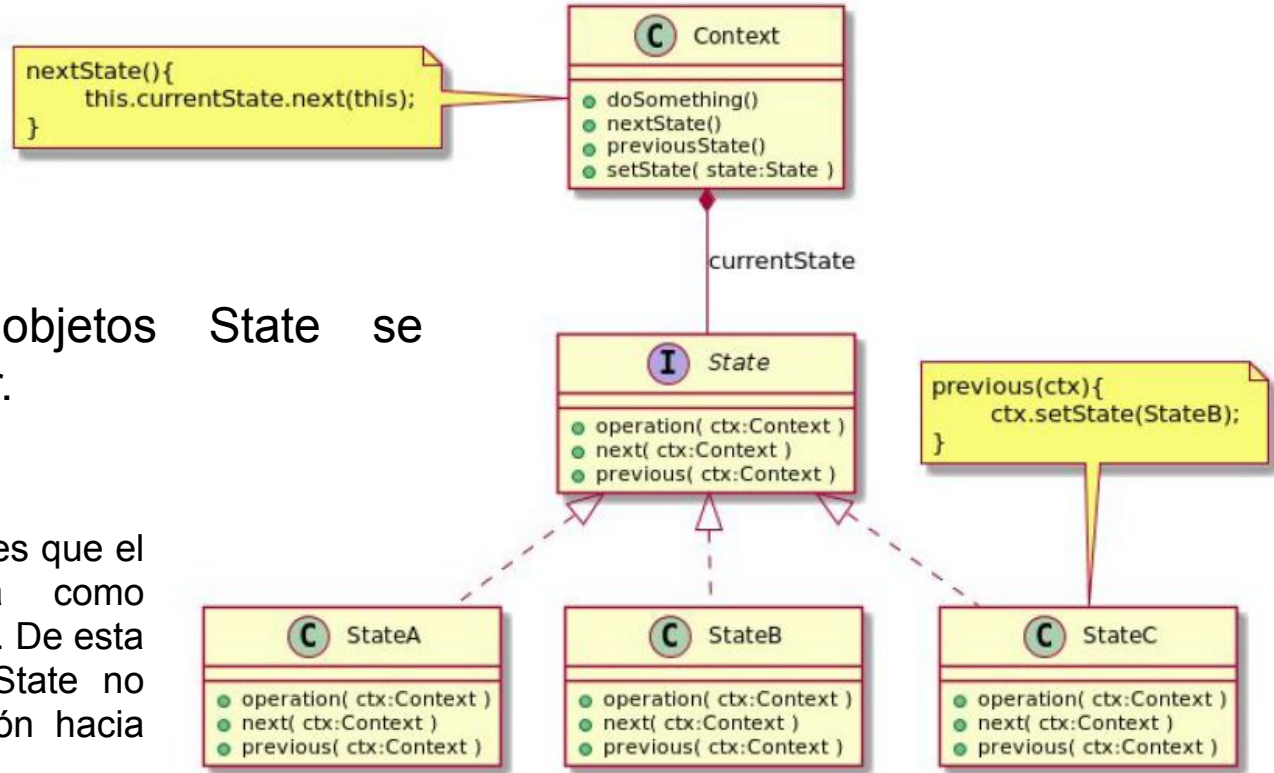 C Context
nextState(){
this.currentState.next(this);
}
doSomething()
nextState()
previousState()
setState( state:State )
currentState
objetos State se
r.
I State
operation( ctx:Context )
next( ctx:Context )
previous( ctx:Context )
previous(ctx){
ctx.setState(StateB);
}
es que el
a como
. De esta
State no
ón hacia
C StateA
operation( ctx:Context )
next( ctx:Context )
previous( ctx:Context )
C StateB
operation( ctx:Context )
next( ctx:Context )
previous( ctx:Context )
C StateC
operation( ctx:Context )
next( ctx:Context )
previous( ctx:Context )